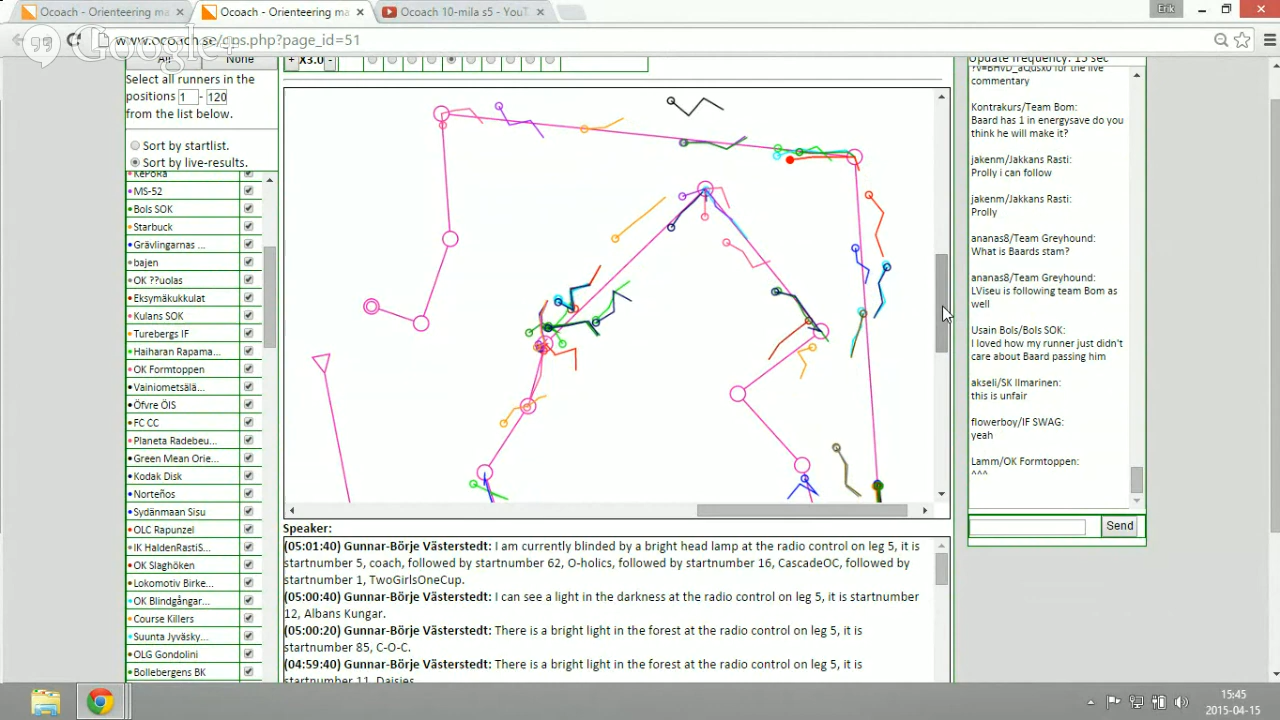 Ocoach - Orienteering ma
Ocoach - Orienteering ma
Ocoach 10-mila s5 - YouT
Erik
www.ocoach.se/
.php?page_id=51
Google+
All
None
+ X3.0 -
Select all runners in the
positions 1 - 120
from the list below.
Sort by startlist.
Sort by live-results.
KePoRa
MS-52
Bols SOK
Starbuck
Grävlingarnas ...
bajen
OK ??uolas
Eksymäkukkulat
Kulans SOK
Turebergs IF
Haiharan Rapama...
OK Formtoppen
Vainiometsälä...
Öfvre ÖIS
FC CC
Planeta Radebeu...
Green Mean Orie...
Kodak Disk
Norteños
Sydänmaan Sisu
OLC Rapunzel
IK HaldenRastiS...
OK Slaghöken
Lokomotiv Birke...
OK Blindgångar...
Course Killers
Suunta Jyväsky...
OLG Gondolini
Bollebergens BK
Speaker:
(05:01:40) Gunnar-Börje Västerstedt: I am currently blinded by a bright head lamp at the radio control on leg 5, it is
startnumber 5, coach, followed by startnumber 62, O-holics, followed by startnumber 16, CascadeOC, followed by
startnumber 1, TwoGirlsOneCup.
(05:00:40) Gunnar-Börje Västerstedt: I can see a light in the darkness at the radio control on leg 5, it is startnumber
12, Albans Kungar.
(05:00:20) Gunnar-Börje Västerstedt: There is a bright light in the forest at the radio control on leg 5, it is
startnumber 85, C-O-C.
(04:59:40) Gunnar-Börje Västerstedt: There is a bright light in the forest at the radio control on leg 5, it is
startnumber 11, Daisies.
Update frequency: 15 sec
for the live
commentary
Kontrakurs/Team Bom:
Baard has 1 in energysave do you
think he will make it?
jakenm/Jakkans Rasti:
Prolly i can follow
jakenm/Jakkans Rasti:
Prolly
ananas8/Team Greyhound:
What is Baards stam?
ananas8/Team Greyhound:
LViseu is following team Bom as
well
Usain Bols/Bols SOK:
I loved how my runner just didn't
care about Baard passing him
akseli/SK Ilmarinen:
this is unfair
flowerboy/IF SWAG:
yeah
Lamm/OK Formtoppen:
^^^
Send
15:45
2015-04-15